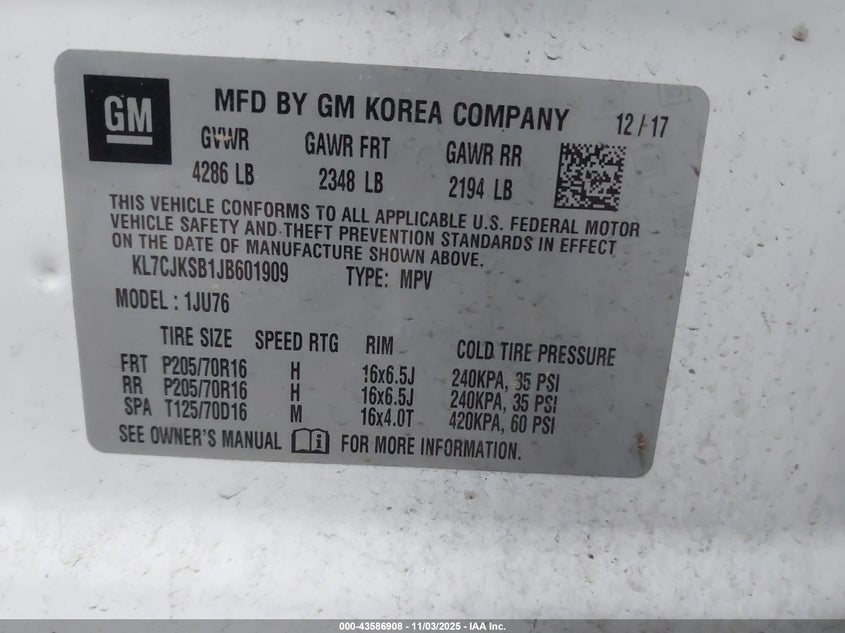 GM
MFD BY GM KOREA COMPANY 12/17
GVWR GAWR FRT GAWR RR
4286 LB 2348 LB 2194 LB
THIS VEHICLE CONFORMS TO ALL APPLICABLE U.S. FEDERAL MOTOR
VEHICLE SAFETY AND THEFT PREVENTION STANDARDS IN EFFECT
ON THE DATE OF MANUFACTURE SHOWN ABOVE.
KL7CJKSB1JB601909 TYPE: MPV
MODEL : 1JU76
TIRE SIZE SPEED RTG RIM COLD TIRE PRESSURE
FRT P205/70R16 H 16x6.5J 240KPA, 35 PSI
RR P205/70R16 H 16x6.5J 240KPA, 35 PSI
SPA T125/70D16 M 16x4.0T 420KPA, 60 PSI
SEE OWNER'S MANUAL FOR MORE INFORMATION.
000-43586908 - 11/03/2025 - IAA Inc.